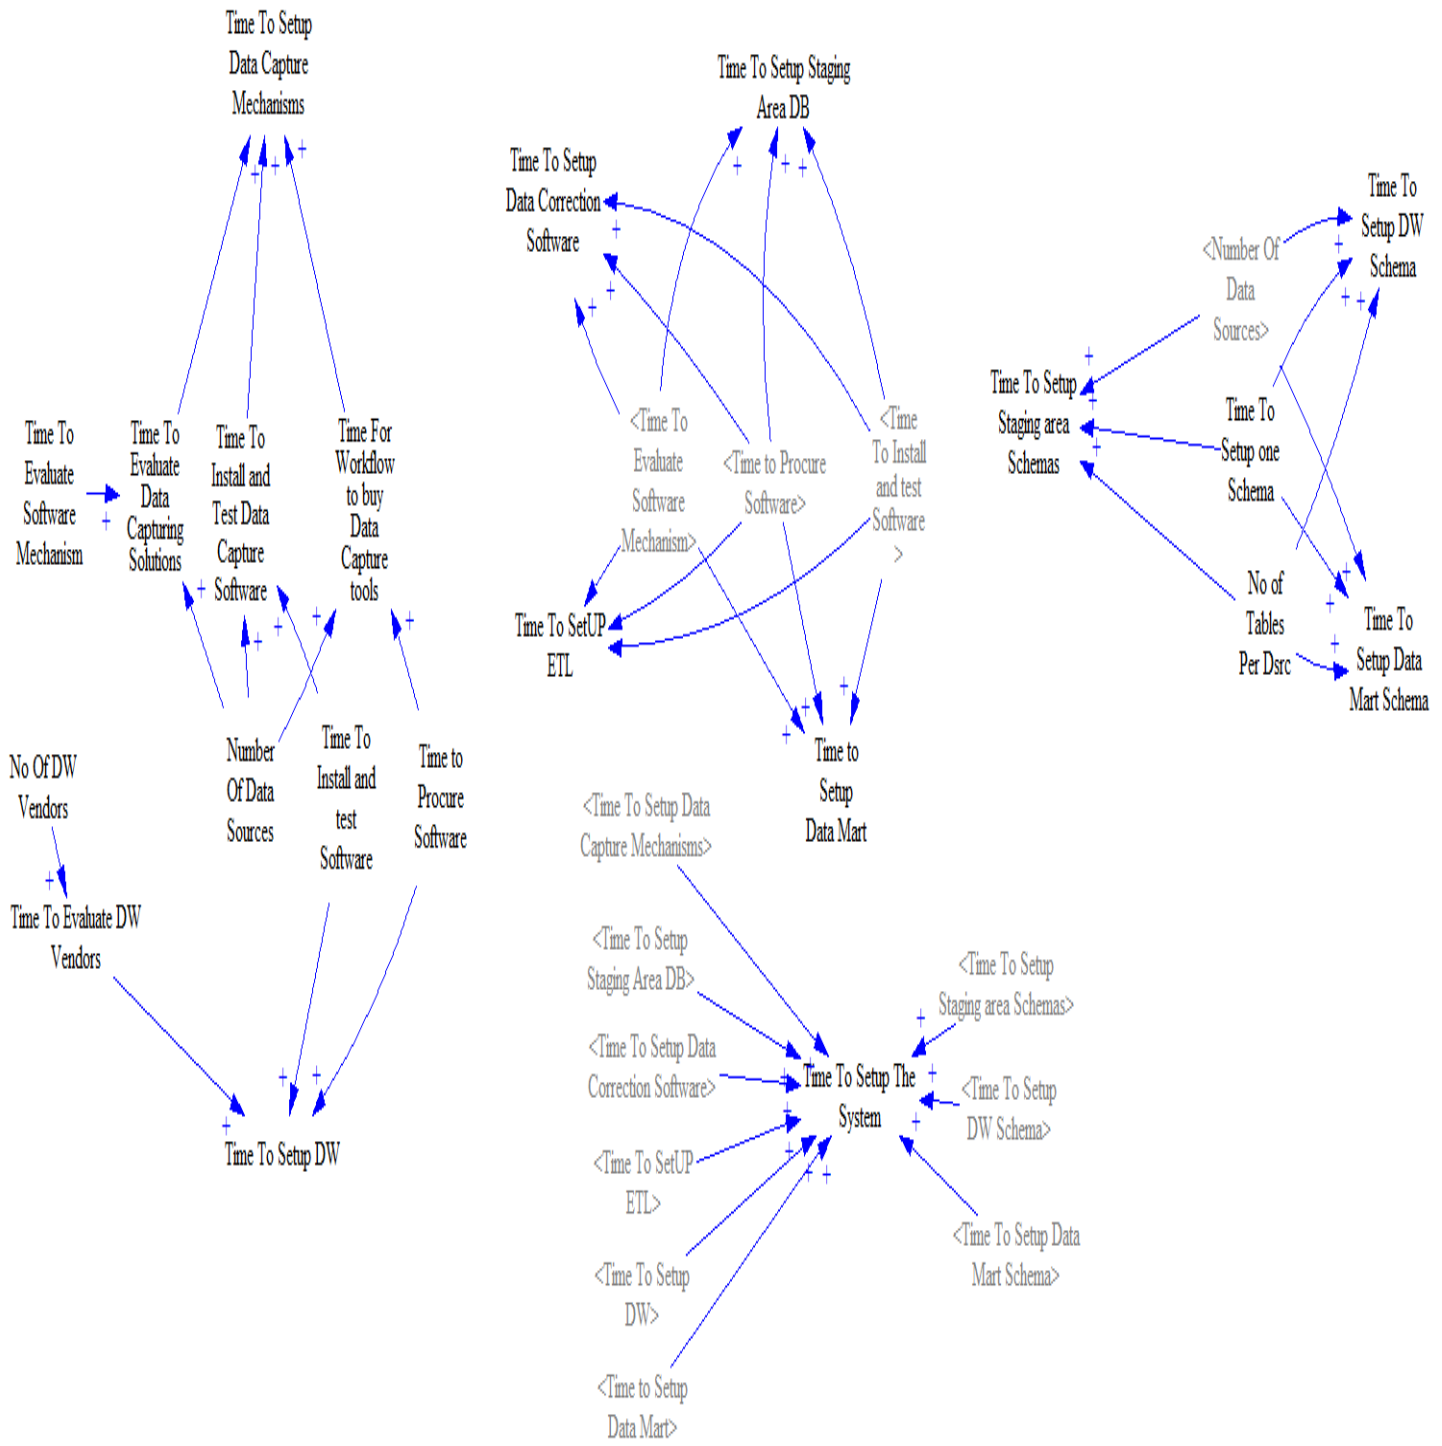 Time To Setup
Data Capture
Mechanisms
Time To
Evaluate
Software
Mechanism
Time To
Evaluate
Data
Capturing
Solutions
Time To
Install and
Test Data
Capture
Software
Time For
Workflow
to buy
Data
Capture
tools
No Of DW
Vendors
Number
Of Data
Sources
Time To
Install and
test
Software
Time to
Procure
Software
Time To Evaluate DW
Vendors
Time To Setup DW
Time To Setup Staging
Area DB
Time To Setup
Data Correction
Software
<Time To
Evaluate
Software
Mechanism>
<Time to Procure
Software>
<Time
To Install
and test
Software
>
Time To SetUP
ETL
Time to
Setup
Data Mart
Time To
Setup DW
Schema
<Number Of
Data
Sources>
Time To Setup
Staging area
Schemas
Time To
Setup one
Schema
No of
Tables
Per Dsrc
Time To
Setup Data
Mart Schema
<Time To Setup Data
Capture Mechanisms>
<Time To Setup
Staging Area DB>
<Time To Setup Data
Correction Software>
<Time To SetUP
ETL>
<Time To Setup
DW>
<Time to Setup
Data Mart>
Time To Setup The
System
<Time To Setup
Staging area Schemas>
<Time To Setup
DW Schema>
<Time To Setup Data
Mart Schema>